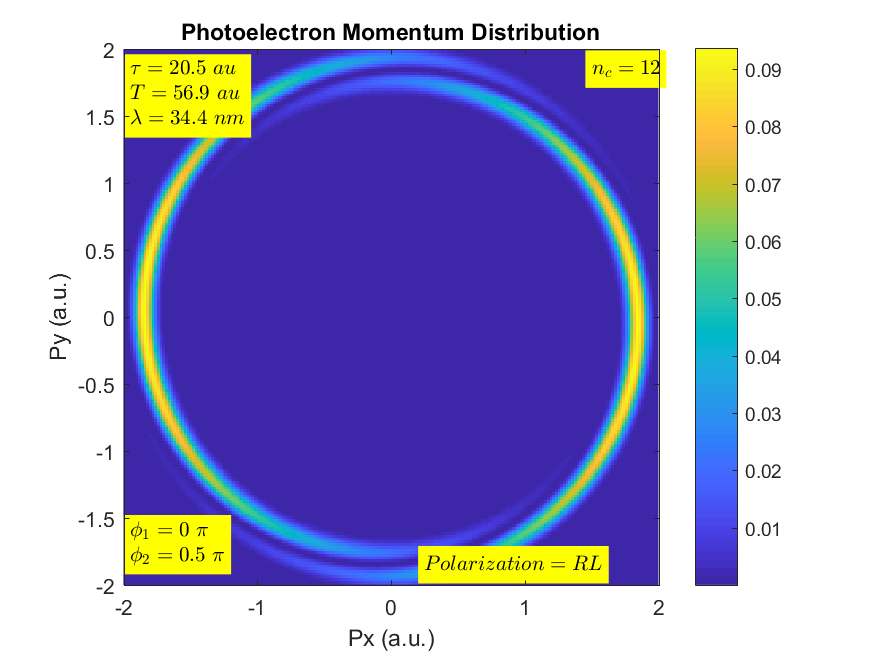 Photoelectron Momentum Distribution
τ = 20.5 au
T = 56.9 au
λ = 34.4 nm
n_c = 12
ϕ_1 = 0 π
ϕ_2 = 0.5 π
Polarization = RL
2
1.5
1
0.5
0
-0.5
-1
-1.5
-2
Py (a.u.)
-2
-1
0
1
2
Px (a.u.)
0.09
0.08
0.07
0.06
0.05
0.04
0.03
0.02
0.01